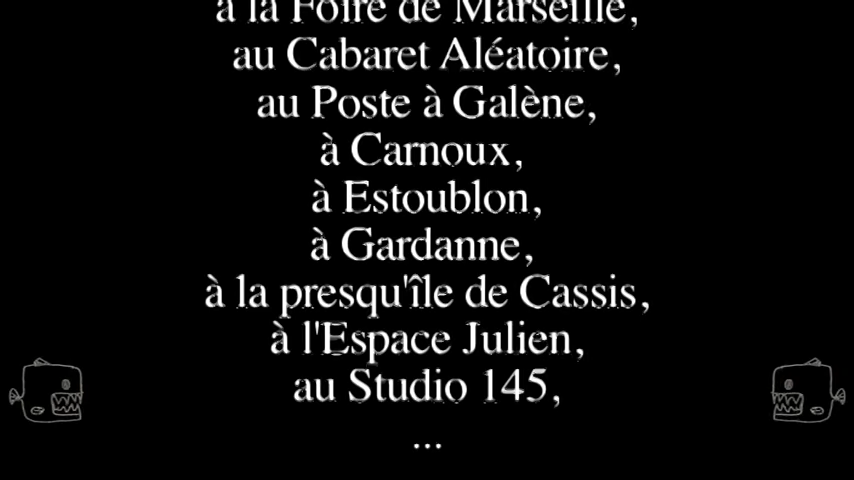 à la Foire de Marseille,
au Cabaret Aléatoire,
au Poste à Galène,
à Carnoux,
à Estoublon,
à Gardanne,
à la presqu'île de Cassis,
à l'Espace Julien,
au Studio 145,
...